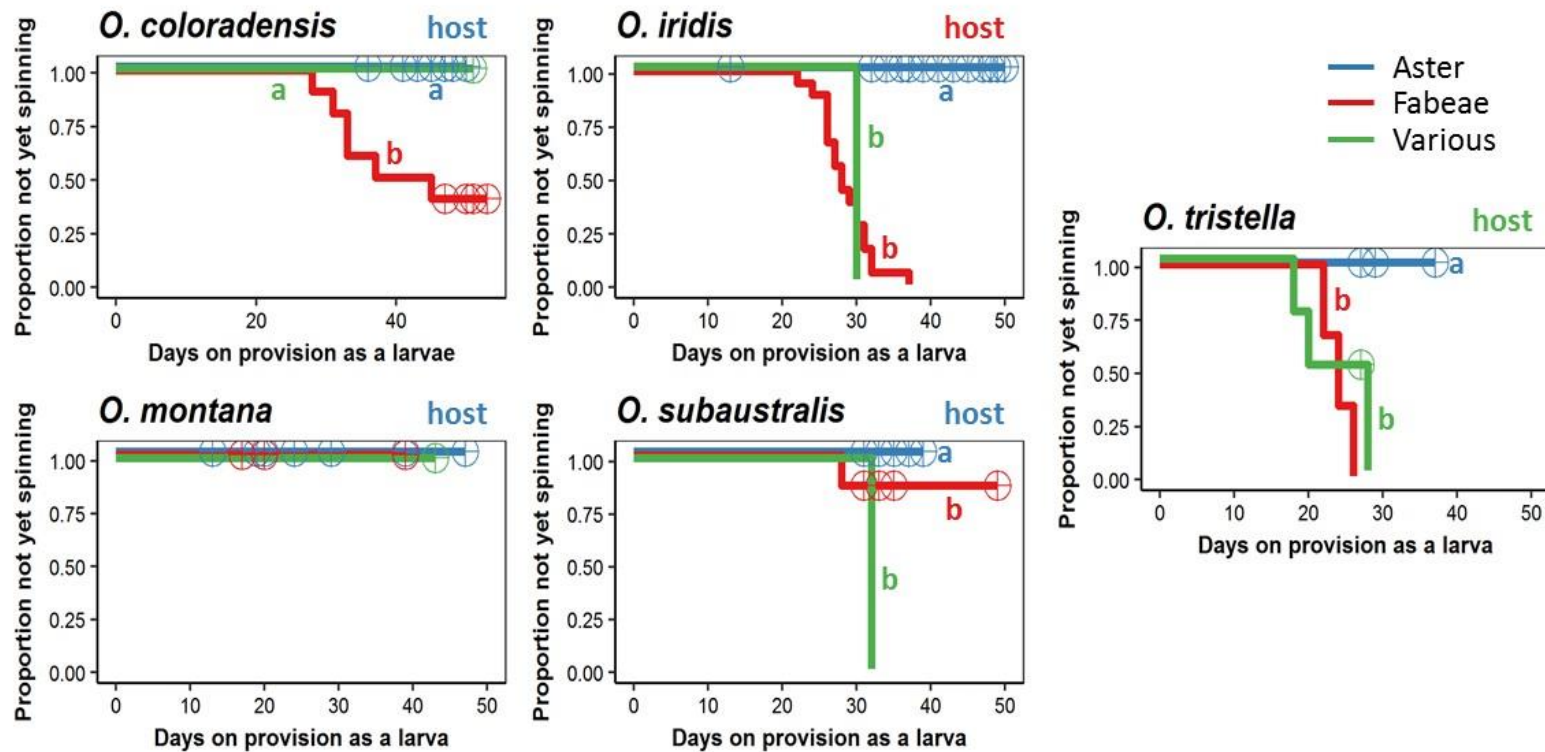 O. coloradensis host
Proportion not yet spinning
1.00
0.75
0.50
0.25
0.00
a
a
b
0 20 40
Days on provision as a larvae
O. iridis host
Proportion not yet spinning
1.00
0.75
0.50
0.25
0.00
a
b
b
0 10 20 30 40 50
Days on provision as a larva
Aster
Fabeae
Various
O. tristella host
Proportion not yet spinning
1.00
0.75
0.50
0.25
0.00
a
b
b
0 10 20 30 40 50
Days on provision as a larva
O. montana host
Proportion not yet spinning
1.00
0.75
0.50
0.25
0.00
0 10 20 30 40 50
Days on provision as a larva
O. subaustralis host
Proportion not yet spinning
1.00
0.75
0.50
0.25
0.00
a
b
b
0 10 20 30 40 50
Days on provision as a larva